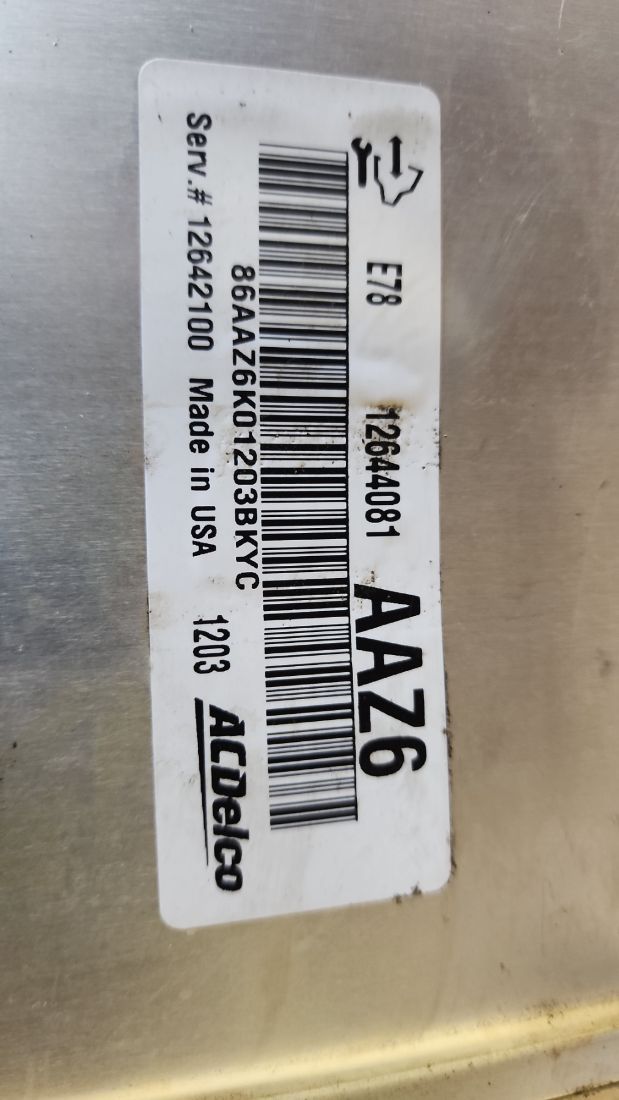 E78 12644081 AAZ6
86AAZ6K01203BKYC
Serv.# 12642100 Made in USA 1203 ACDelco